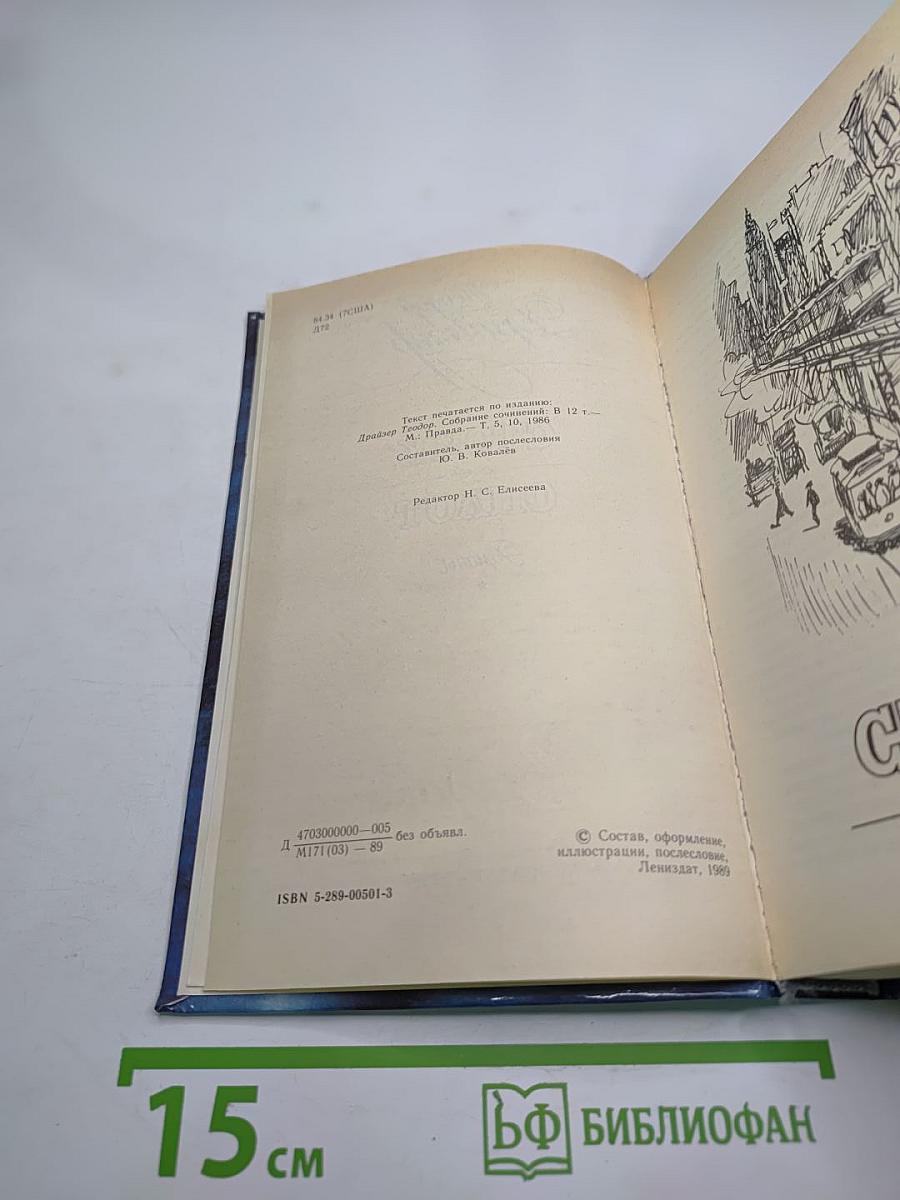 84.34 (7США)
Д72
Текст печатается по изданию:
Драйзер Теодор. Собрание сочинений: В 12 т.—
М.: Правда.— Т. 5, 10, 1986
Составитель, автор послесловия
Ю. В. Ковалёв
Редактор Н. С. Елисеева
Д 4703000000—005 без объявл.
М171(03) — 89
ISBN 5-289-00501-3
© Состав, оформление,
иллюстрации, послесловие,
Лениздат, 1989
15 см
БФ БИБЛИОФАН